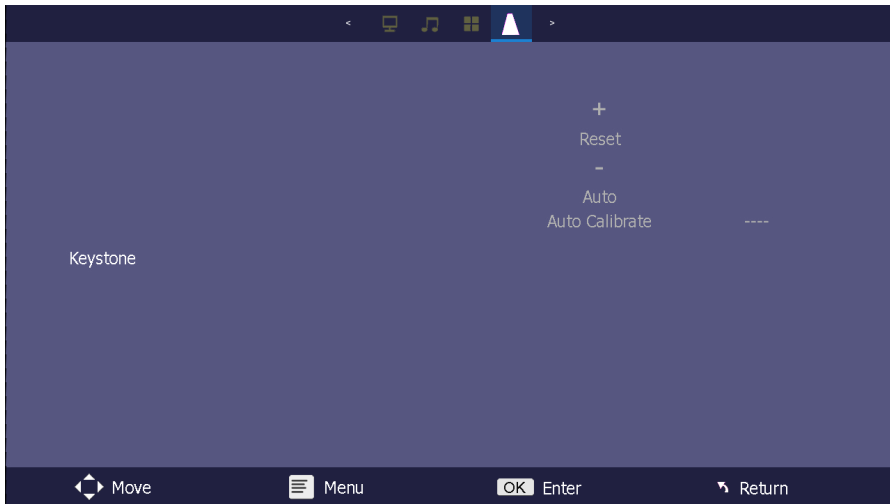 < >
+
Reset
-
Auto
Auto Calibrate ----
Keystone
Move Menu OK Enter Return